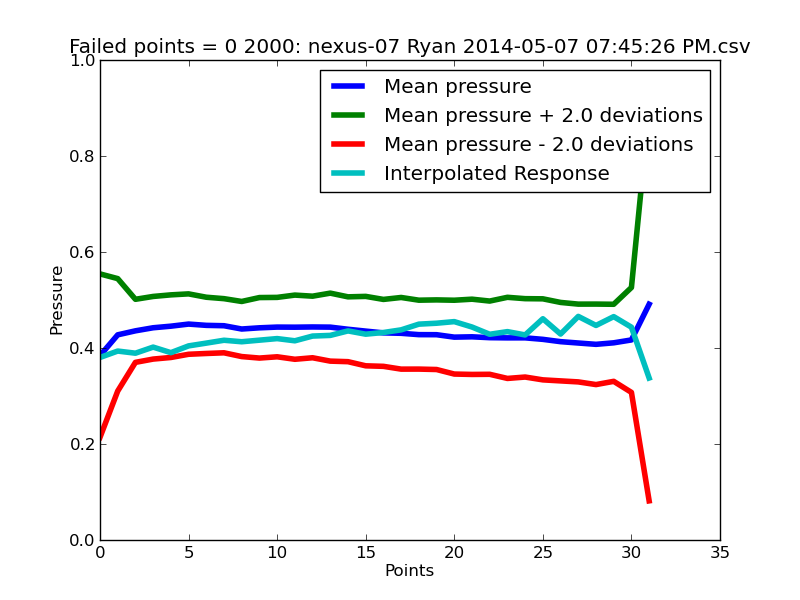 Failed points = 0 2000: nexus-07 Ryan 2014-05-07 07:45:26 PM.csv
Mean pressure
Mean pressure + 2.0 deviations
Mean pressure - 2.0 deviations
Interpolated Response
1.0
0.8
0.6
0.4
0.2
0.0
Pressure
0 5 10 15 20 25 30 35
Points